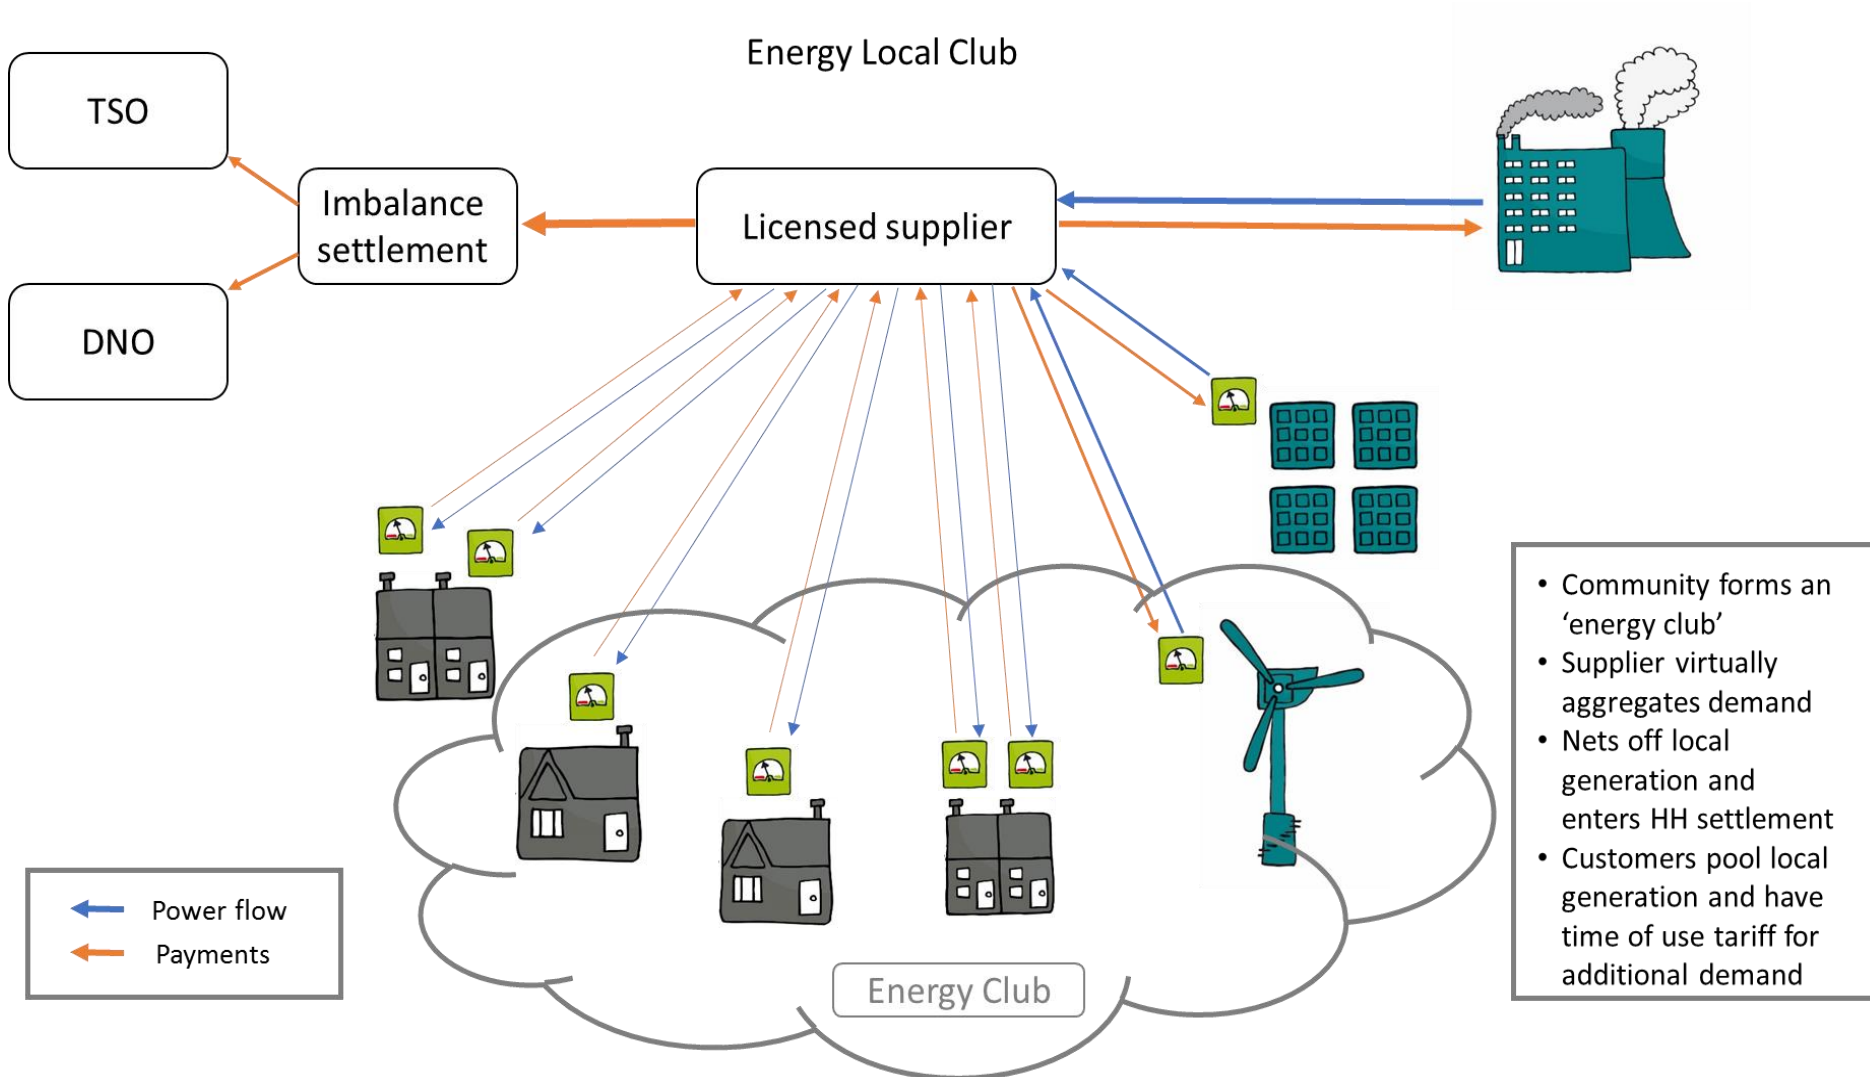 Energy Local Club
TSO
Imbalance
settlement
Licensed supplier
DNO
• Community forms an
‘energy club’
• Supplier virtually
aggregates demand
• Nets off local
generation and
enters HH settlement
• Customers pool local
generation and have
time of use tariff for
additional demand
Power flow
Payments
Energy Club